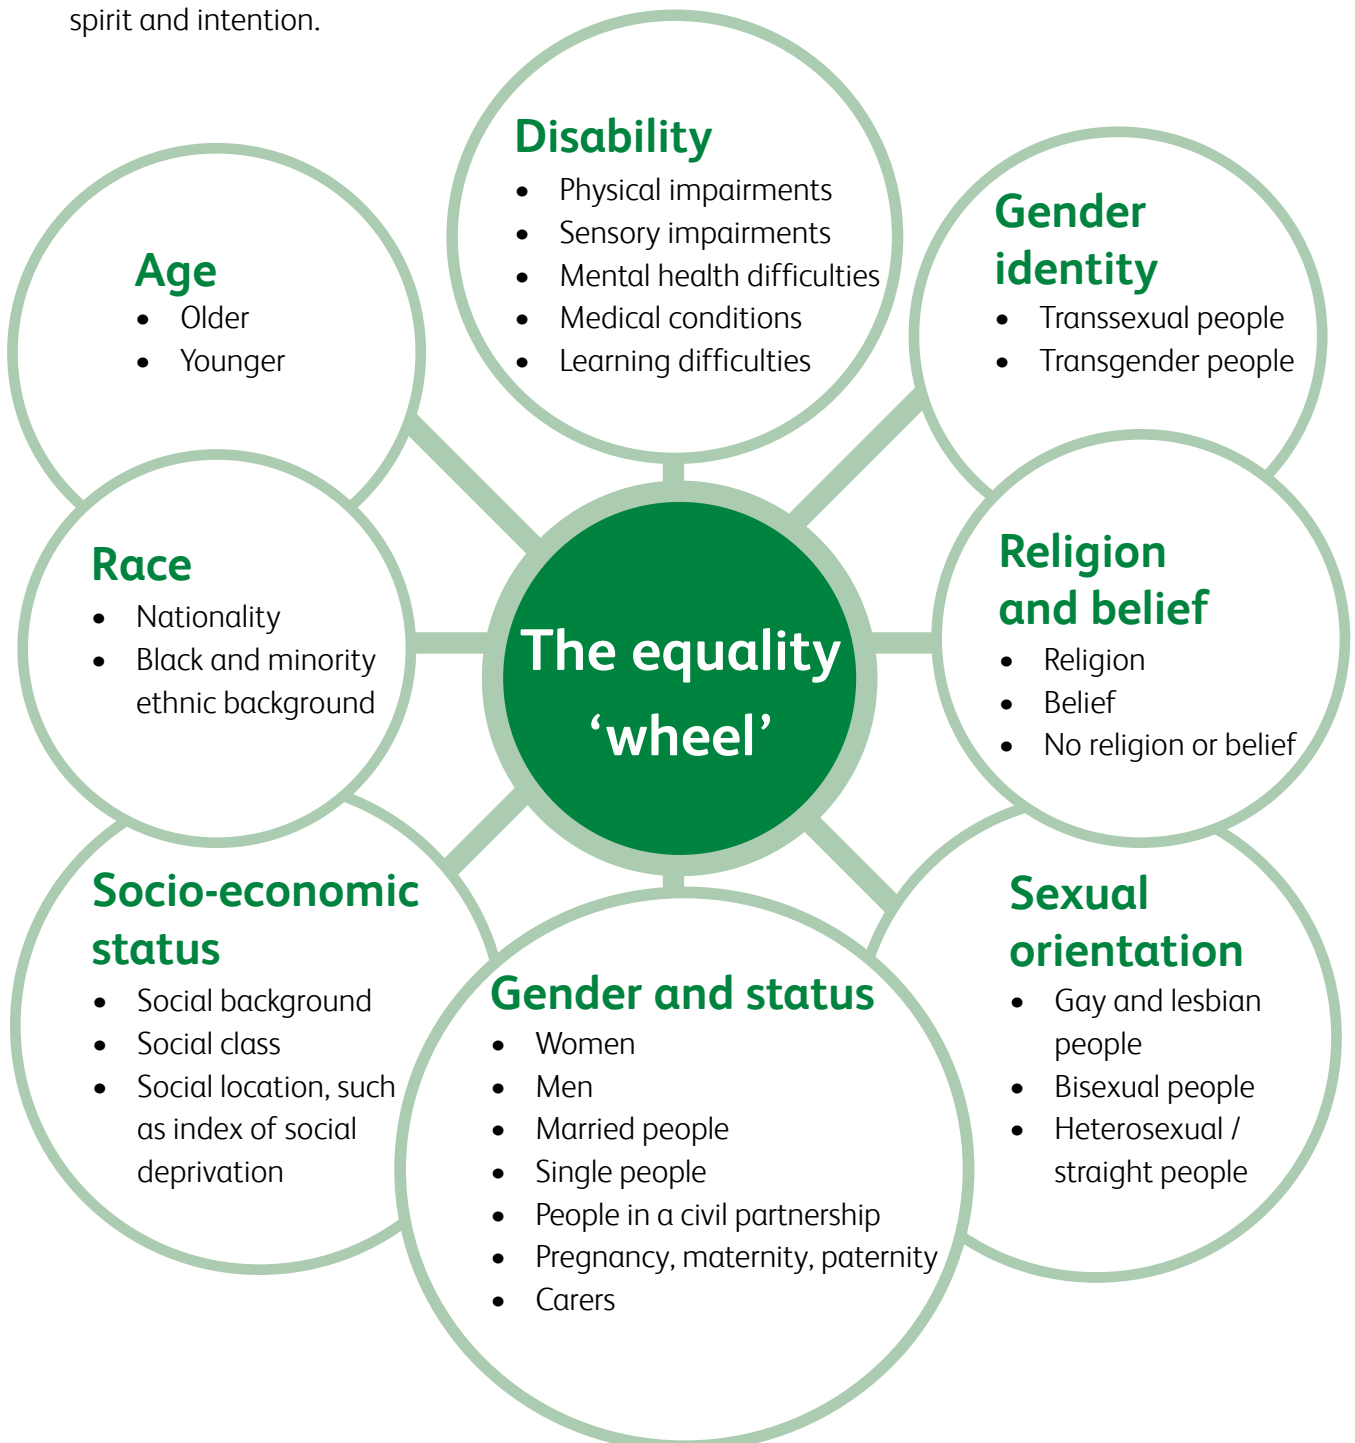 spirit and intention.
Disability
• Physical impairments
• Sensory impairments
• Mental health difficulties
• Medical conditions
• Learning difficulties
Gender
identity
• Transsexual people
• Transgender people
Age
• Older
• Younger
Race
• Nationality
• Black and minority
ethnic background
The equality
‘wheel’
Religion
and belief
• Religion
• Belief
• No religion or belief
Socio-economic
status
• Social background
• Social class
• Social location, such
as index of social
deprivation
Gender and status
• Women
• Men
• Married people
• Single people
• People in a civil partnership
• Pregnancy, maternity, paternity
• Carers
Sexual
orientation
• Gay and lesbian
people
• Bisexual people
• Heterosexual /
straight people